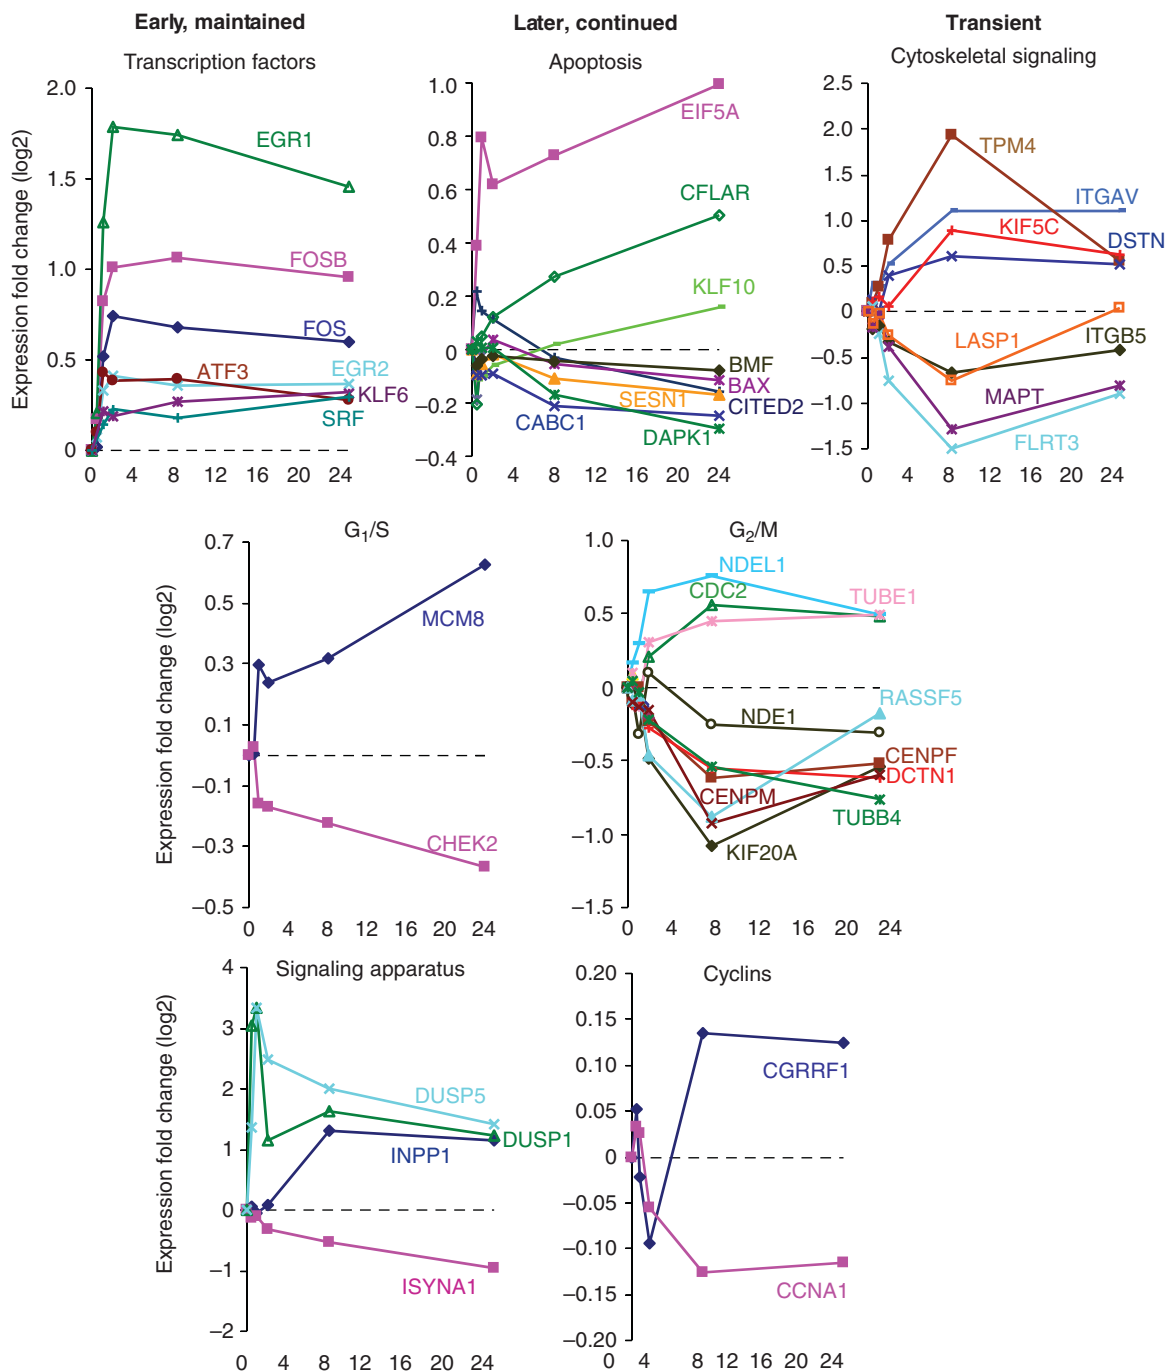 Early, maintained
Later, continued
Transient
Transcription factors
Apoptosis
Cytoskeletal signaling
Expression fold change (log2)
2.0
1.5
1.0
0.5
0
EGR1
FOSB
FOS
ATF3
EGR2
KLF6
SRF
0 4 8 12 16 20 24
1.0
0.8
0.6
0.4
0.2
0
–0.2
–0.4
EIF5A
CFLAR
KLF10
BMF
BAX
SESN1
CITED2
CABC1
DAPK1
0 4 8 12 16 20 24
2.5
2.0
1.5
1.0
0.5
0
–0.5
–1.0
–1.5
TPM4
ITGAV
KIF5C
DSTN
LASP1
ITGB5
MAPT
FLRT3
0 4 8 12 16 20 24
G1/S
Expression fold change (log2)
0.7
0.5
0.3
0.1
–0.1
–0.3
–0.5
MCM8
CHEK2
0 4 8 12 16 20 24
G2/M
1.0
0.5
0
–0.5
–1.0
–1.5
NDEL1
CDC2
TUBE1
RASSF5
NDE1
CENPF
DCTN1
CENPM
TUBB4
KIF20A
0 4 8 12 16 20 24
Signaling apparatus
Expression fold change (log2)
4
3
2
1
0
–1
–2
DUSP5
DUSP1
INPP1
ISYNA1
0 4 8 12 16 20 24
Cyclins
0.20
0.15
0.10
0.05
0
–0.05
–0.10
–0.15
–0.20
CGRRF1
CCNA1
0 4 8 12 16 20 24